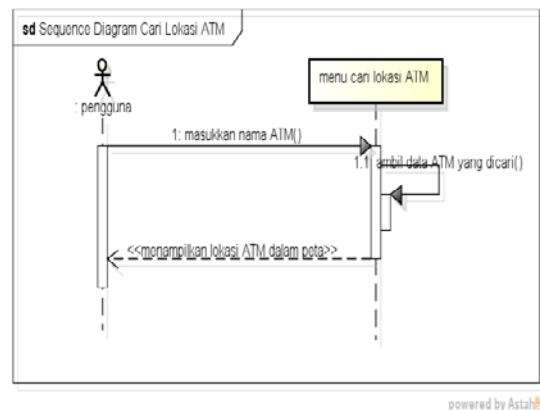 sd Sequence Diagram Cari Lokasi ATM
menu cari lokasi ATM
: pengguna
1: masukkan nama ATM()
1.1: ambil data ATM yang dicari()
<<menampilkan lokasi ATM dalam peta>>
powered by Astah